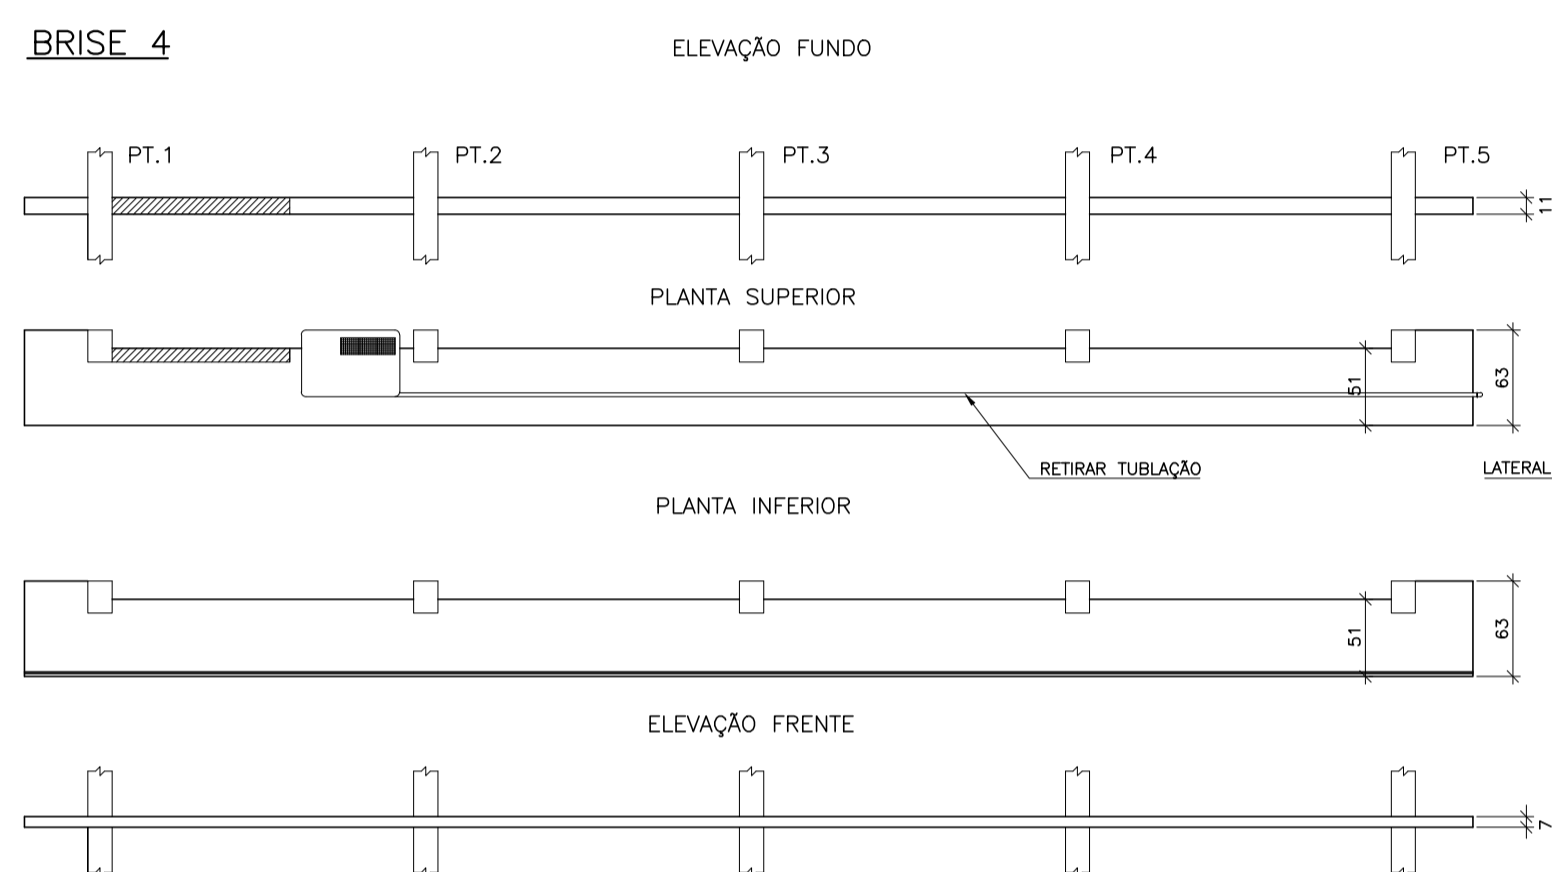 BRISE 4
ELEVAÇÃO FUNDO
PT.1
PT.2
PT.3
PT.4
PT.5
11
PLANTA SUPERIOR
51
63
RETIRAR TUBLAÇÃO
LATERAL
PLANTA INFERIOR
51
63
ELEVAÇÃO FRENTE
7